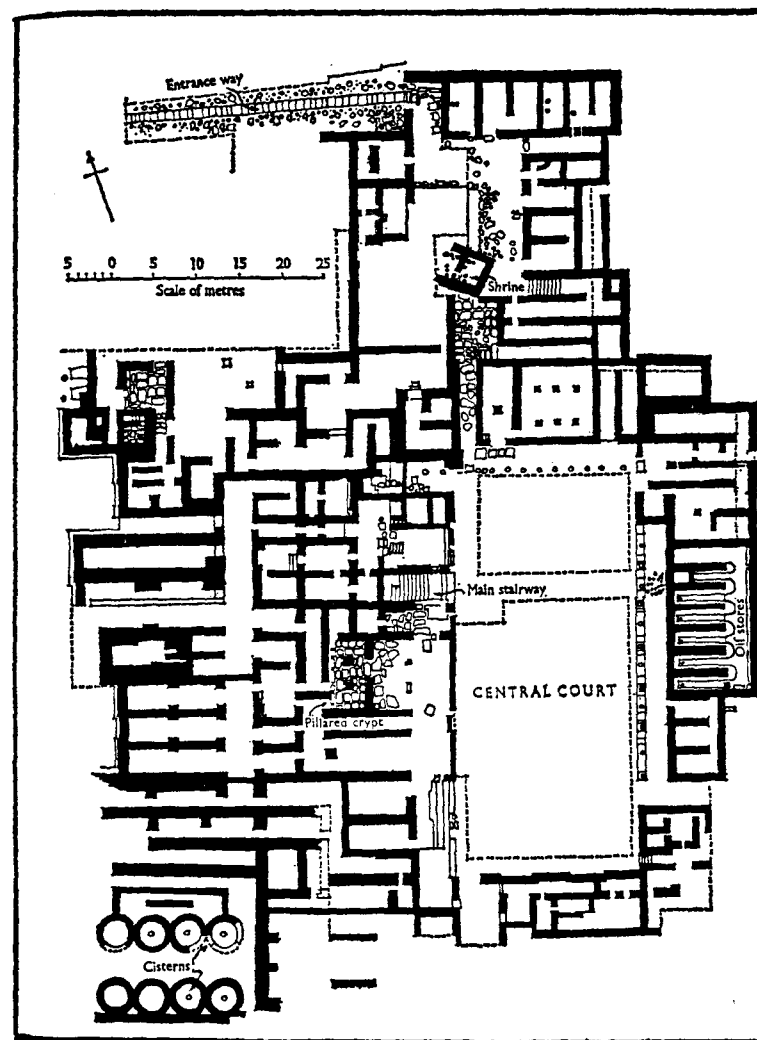 Entrance way
5 0 5 10 15 20 25
Scale of metres
Shrine
Main stairway
Oil stores
CENTRAL COURT
Pillared crypt
Cisterns